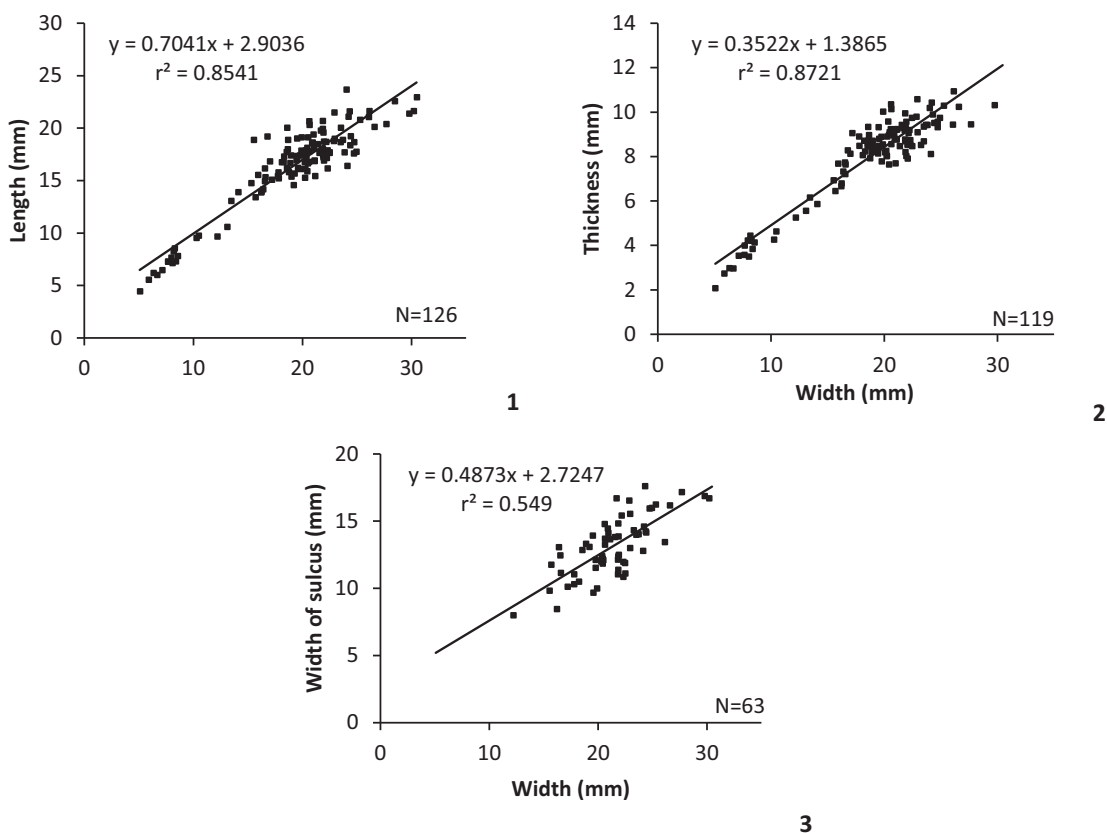 30
25
20
15
10
5
0
Length (mm)
y = 0.7041x + 2.9036
r² = 0.8541
N=126
0 10 20 30
1
14
12
10
8
6
4
2
0
Thickness (mm)
y = 0.3522x + 1.3865
r² = 0.8721
N=119
0 10 20 30
Width (mm)
2
20
15
10
5
0
Width of sulcus (mm)
y = 0.4873x + 2.7247
r² = 0.549
N=63
0 10 20 30
Width (mm)
3